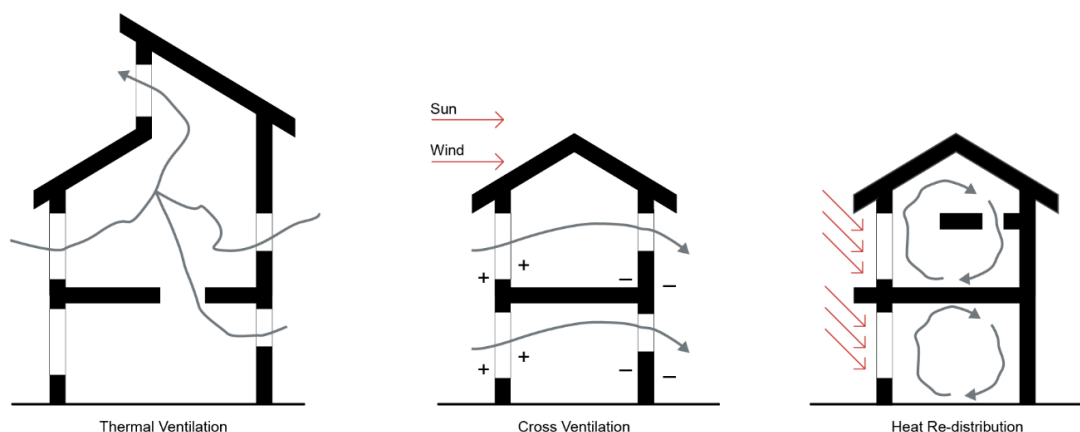 Sun
Wind
+ +
− −
+ +
− −
Thermal Ventilation
Cross Ventilation
Heat Re-distribution